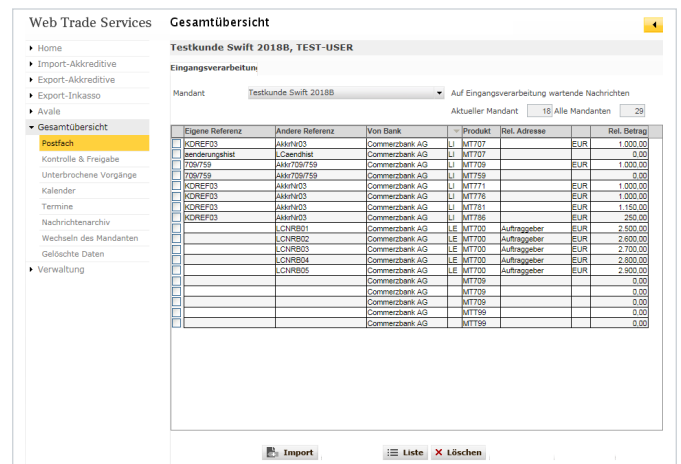 Web Trade Services
Gesamtübersicht
Home
Import-Akkreditive
Export-Akkreditive
Export-Inkasso
Avale
Gesamtübersicht
Postfach
Kontrolle & Freigabe
Unterbrochene Vorgänge
Kalender
Termine
Nachrichtenarchiv
Wechseln des Mandanten
Gelöschte Daten
Verwaltung
Testkunde Swift 2018B, TEST-USER
Eingangsverarbeitung
Mandant Testkunde Swift 2018B Auf Eingangsverarbeitung wartende Nachrichten
Aktueller Mandant 18 Alle Mandanten 29
Eigene Referenz Andere Referenz Von Bank Produkt Rel. Adresse Rel. Betrag
KDREF03 AkkrNr03 Commerzbank AG LI MT707 EUR 1.000,00
aenderungshist LCaendhist Commerzbank AG LI MT707 0,00
709/759 Akkr709/759 Commerzbank AG LI MT709 EUR 1.000,00
709/759 Akkr709/759 Commerzbank AG LI MT759 0,00
KDREF03 AkkrNr03 Commerzbank AG LI MT771 EUR 1.000,00
KDREF03 AkkrNr03 Commerzbank AG LI MT776 EUR 1.000,00
KDREF03 AkkrNr03 Commerzbank AG LI MT781 EUR 1.150,00
KDREF03 AkkrNr03 Commerzbank AG LI MT786 EUR 250,00
LCNRB01 Commerzbank AG LE MT700 Auftraggeber EUR 2.500,00
LCNRB02 Commerzbank AG LE MT700 Auftraggeber EUR 2.600,00
LCNRB03 Commerzbank AG LE MT700 Auftraggeber EUR 2.700,00
LCNRB04 Commerzbank AG LE MT700 Auftraggeber EUR 2.800,00
LCNRB05 Commerzbank AG LE MT700 Auftraggeber EUR 2.900,00
Commerzbank AG MT709 0,00
Commerzbank AG MT709 0,00
Commerzbank AG MT709 0,00
Commerzbank AG MTT99 0,00
Commerzbank AG MTT99 0,00
Import Liste Löschen